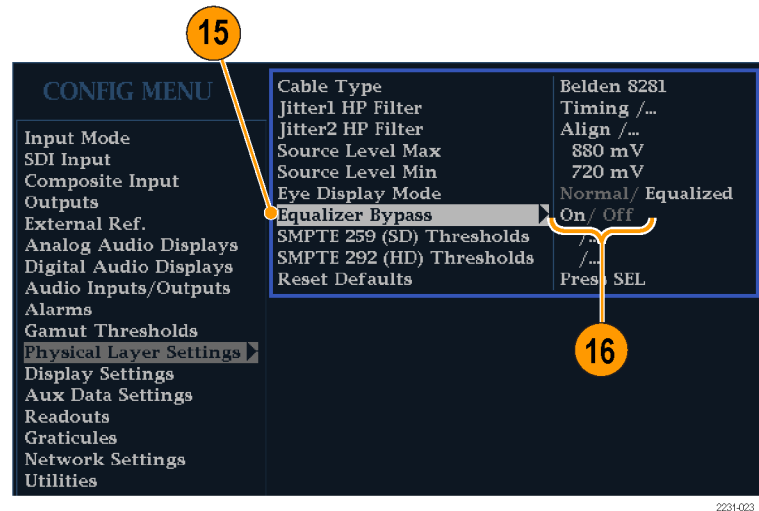 15
CONFIG MENU
Input Mode
SDI Input
Composite Input
Outputs
External Ref.
Analog Audio Displays
Digital Audio Displays
Audio Inputs/Outputs
Alarms
Gamut Thresholds
Physical Layer Settings
Display Settings
Aux Data Settings
Readouts
Graticules
Network Settings
Utilities
Cable Type Belden 8281
Jitter1 HP Filter Timing /...
Jitter2 HP Filter Align /...
Source Level Max 880 mV
Source Level Min 720 mV
Eye Display Mode Normal/ Equalized
Equalizer Bypass On/ Off
SMPTE 259 (SD) Thresholds /...
SMPTE 292 (HD) Thresholds /...
Reset Defaults Press SEL
16
2231-023